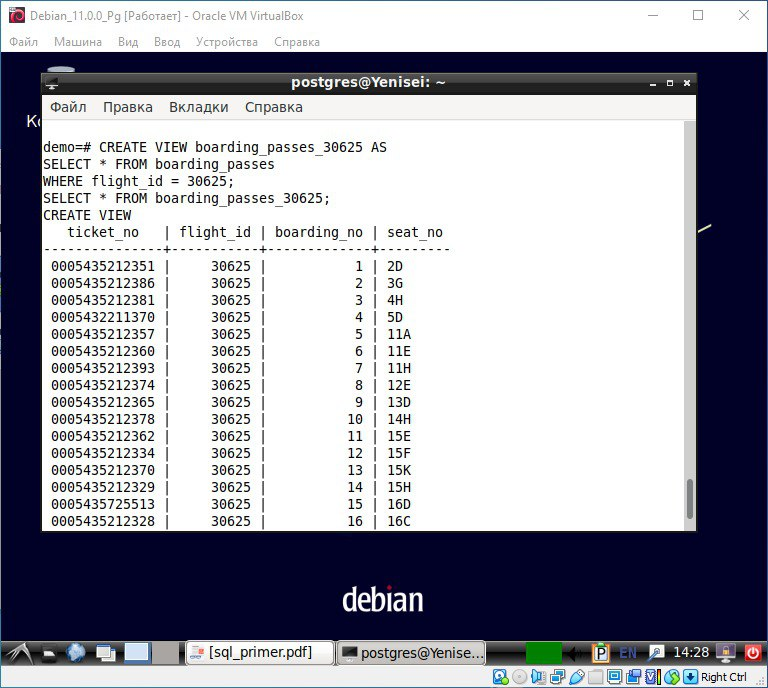 Debian_11.0.0_Pg [Работает] - Oracle VM VirtualBox
Файл Машина Вид Ввод Устройства Справка
postgres@Yenisei: ~
Файл Правка Вкладки Справка
demo=# CREATE VIEW boarding_passes_30625 AS
SELECT * FROM boarding_passes
WHERE flight_id = 30625;
SELECT * FROM boarding_passes_30625;
CREATE VIEW
ticket_no | flight_id | boarding_no | seat_no
---------------+-----------+-------------+---------
0005435212351 | 30625 | 1 | 2D
0005435212386 | 30625 | 2 | 3G
0005435212381 | 30625 | 3 | 4H
0005432211370 | 30625 | 4 | 5D
0005435212357 | 30625 | 5 | 11A
0005435212360 | 30625 | 6 | 11E
0005435212393 | 30625 | 7 | 11H
0005435212374 | 30625 | 8 | 12E
0005435212365 | 30625 | 9 | 13D
0005435212378 | 30625 | 10 | 14H
0005435212362 | 30625 | 11 | 15E
0005435212334 | 30625 | 12 | 15F
0005435212370 | 30625 | 13 | 15K
0005435212329 | 30625 | 14 | 15H
0005435725513 | 30625 | 15 | 16D
0005435212328 | 30625 | 16 | 16C
debian
[sql_primer.pdf] postgres@Yenise... EN 14:28
Right Ctrl